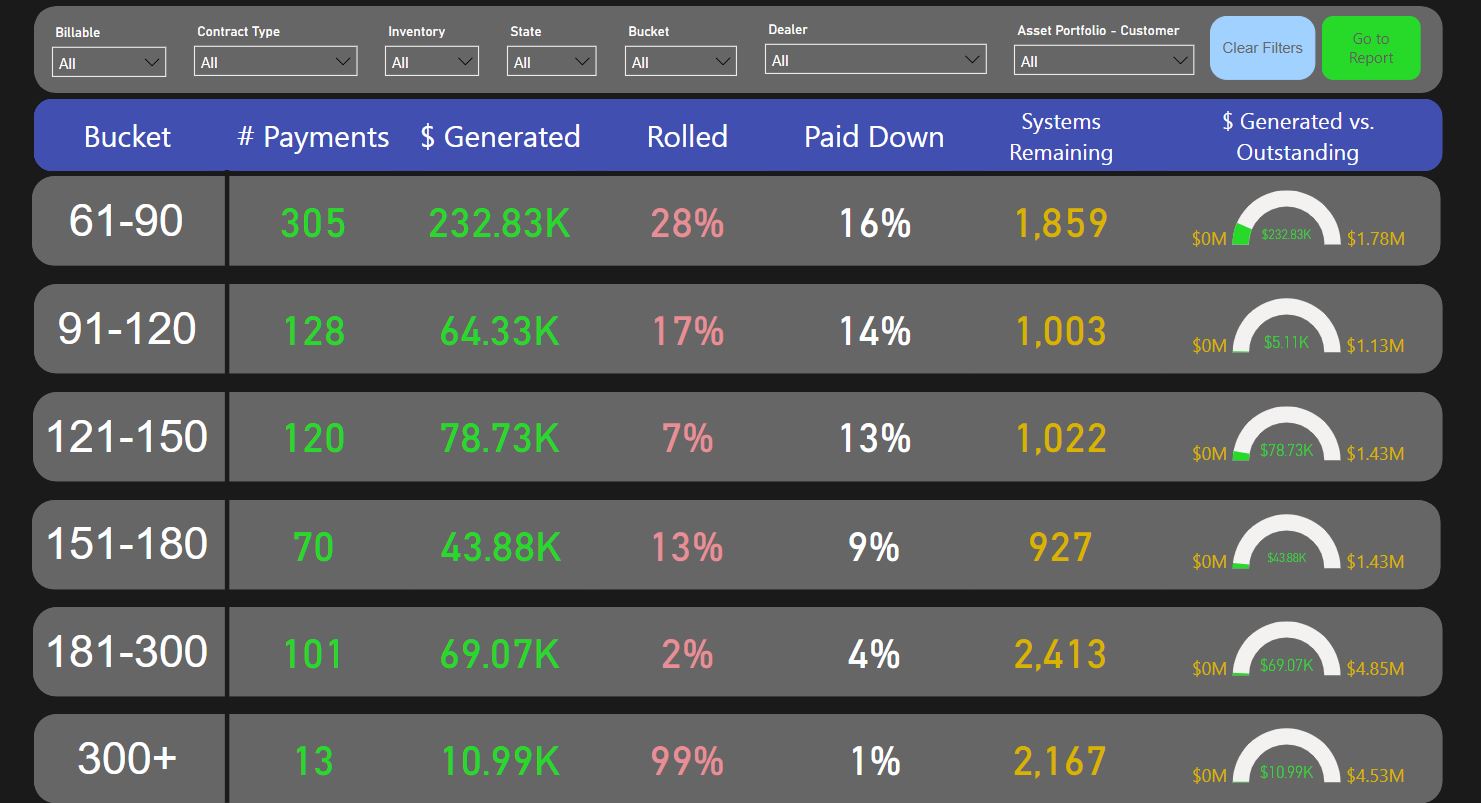 Billable
Contract Type
Inventory
State
Bucket
Dealer
Asset Portfolio - Customer
All
All
All
All
All
All
All
Clear Filters
Go to
Report
Bucket
# Payments
$ Generated
Rolled
Paid Down
Systems
Remaining
$ Generated vs.
Outstanding
61-90
305
232.83K
28%
16%
1,859
$0M
$232.83K
$1.78M
91-120
128
64.33K
17%
14%
1,003
$0M
$5.11K
$1.13M
121-150
120
78.73K
7%
13%
1,022
$0M
$78.73K
$1.43M
151-180
70
43.88K
13%
9%
927
$0M
$43.88K
$1.43M
181-300
101
69.07K
2%
4%
2,413
$0M
$69.07K
$4.85M
300+
13
10.99K
99%
1%
2,167
$0M
$10.99K
$4.53M